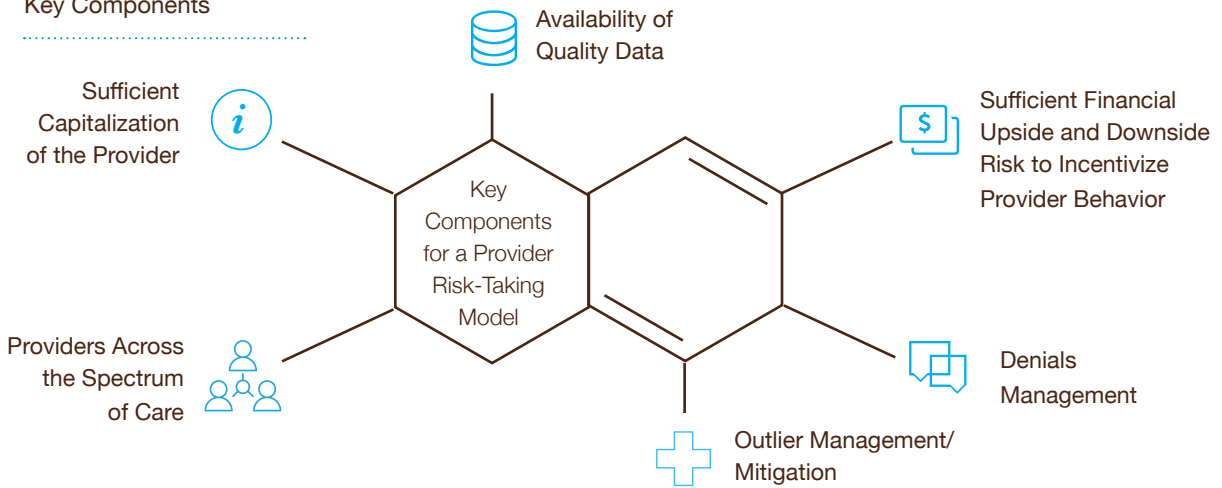 Key Components
Availability of
Quality Data
Sufficient
Capitalization
of the Provider
i
$
Sufficient Financial
Upside and Downside
Risk to Incentivize
Provider Behavior
Key
Components
for a Provider
Risk-Taking
Model
Providers Across
the Spectrum
of Care
Denials
Management
Outlier Management/
Mitigation